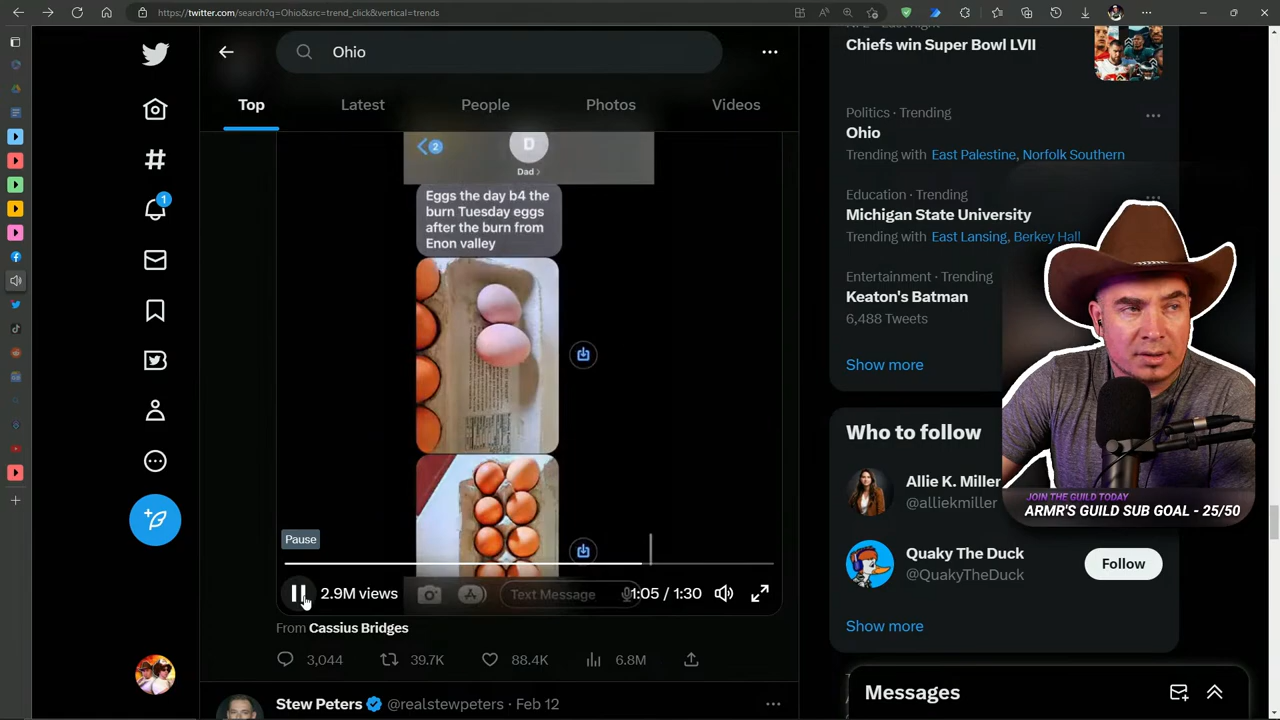 https://twitter.com/search?q=Ohio&src=trend_click&vertical=trends
Ohio
Top
Latest
People
Photos
Videos
2
D
Dad
Eggs the day b4 the
burn Tuesday eggs
after the burn from
Enon valley
Pause
2.9M views
Text Message
1:05 / 1:30
From Cassius Bridges
3,044
39.7K
88.4K
6.8M
Stew Peters @realstewpeters · Feb 12
1
Chiefs win Super Bowl LVII
Politics · Trending
Ohio
Trending with East Palestine, Norfolk Southern
Education · Trending
Michigan State University
Trending with East Lansing, Berkey Hall
Entertainment · Trending
Keaton's Batman
6,488 Tweets
Show more
Who to follow
Allie K. Miller
@alliekmiller
Quaky The Duck
@QuakyTheDuck
Follow
Show more
JOIN THE GUILD TODAY
ARMR'S GUILD SUB GOAL - 25/50
Messages